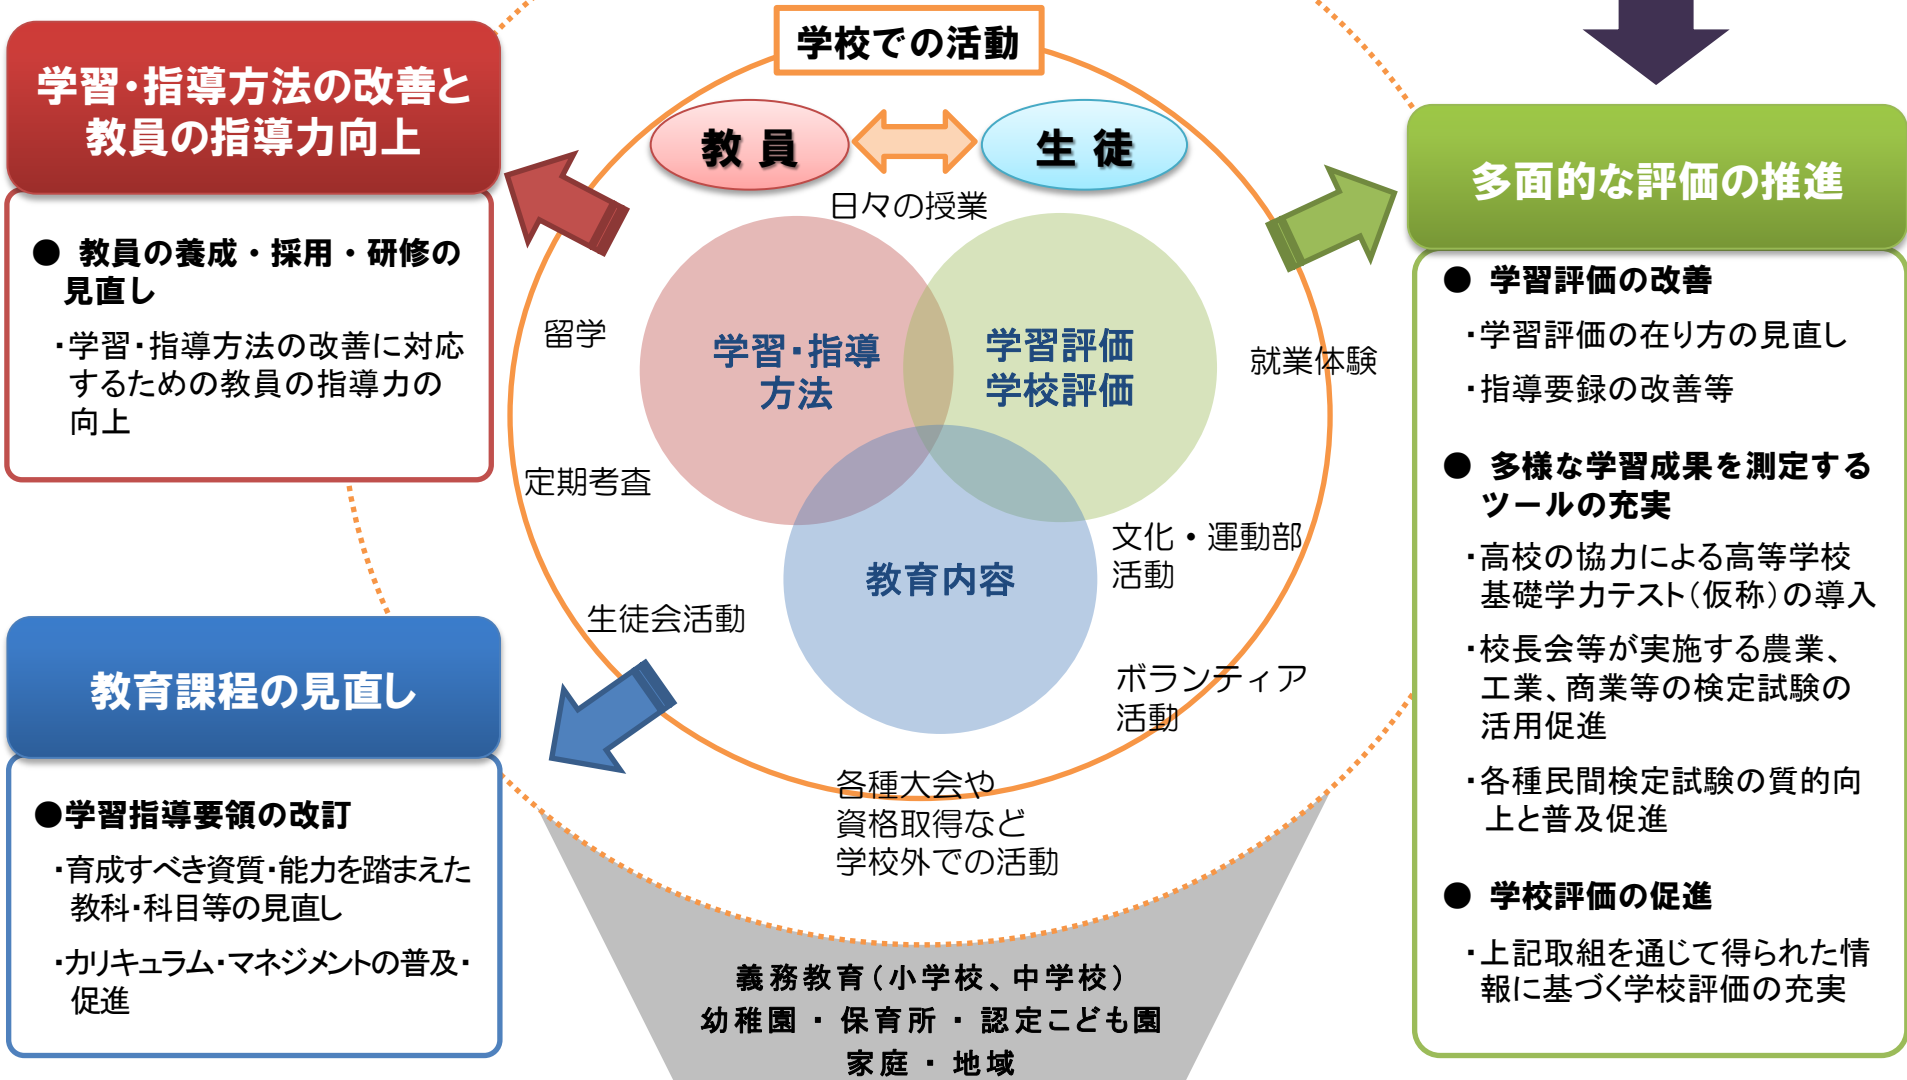 学校での活動
教員
生徒
日々の授業
学習・指導
方法
学習評価
学校評価
教育内容
留学
定期考査
生徒会活動
就業体験
文化・運動部
活動
ボランティア
活動
各種大会や
資格取得など
学校外での活動
学習・指導方法の改善と
教員の指導力向上
● 教員の養成・採用・研修の
見直し
・学習・指導方法の改善に対応
するための教員の指導力の
向上
教育課程の見直し
●学習指導要領の改訂
・育成すべき資質・能力を踏まえた
教科・科目等の見直し
・カリキュラム・マネジメントの普及・
促進
多面的な評価の推進
● 学習評価の改善
・学習評価の在り方の見直し
・指導要録の改善等
● 多様な学習成果を測定する
ツールの充実
・高校の協力による高等学校
基礎学力テスト（仮称）の導入
・校長会等が実施する農業、
工業、商業等の検定試験の
活用促進
・各種民間検定試験の質的向
上と普及促進
● 学校評価の促進
・上記取組を通じて得られた情
報に基づく学校評価の充実
義務教育（小学校、中学校）
幼稚園・保育所・認定こども園
家庭・地域